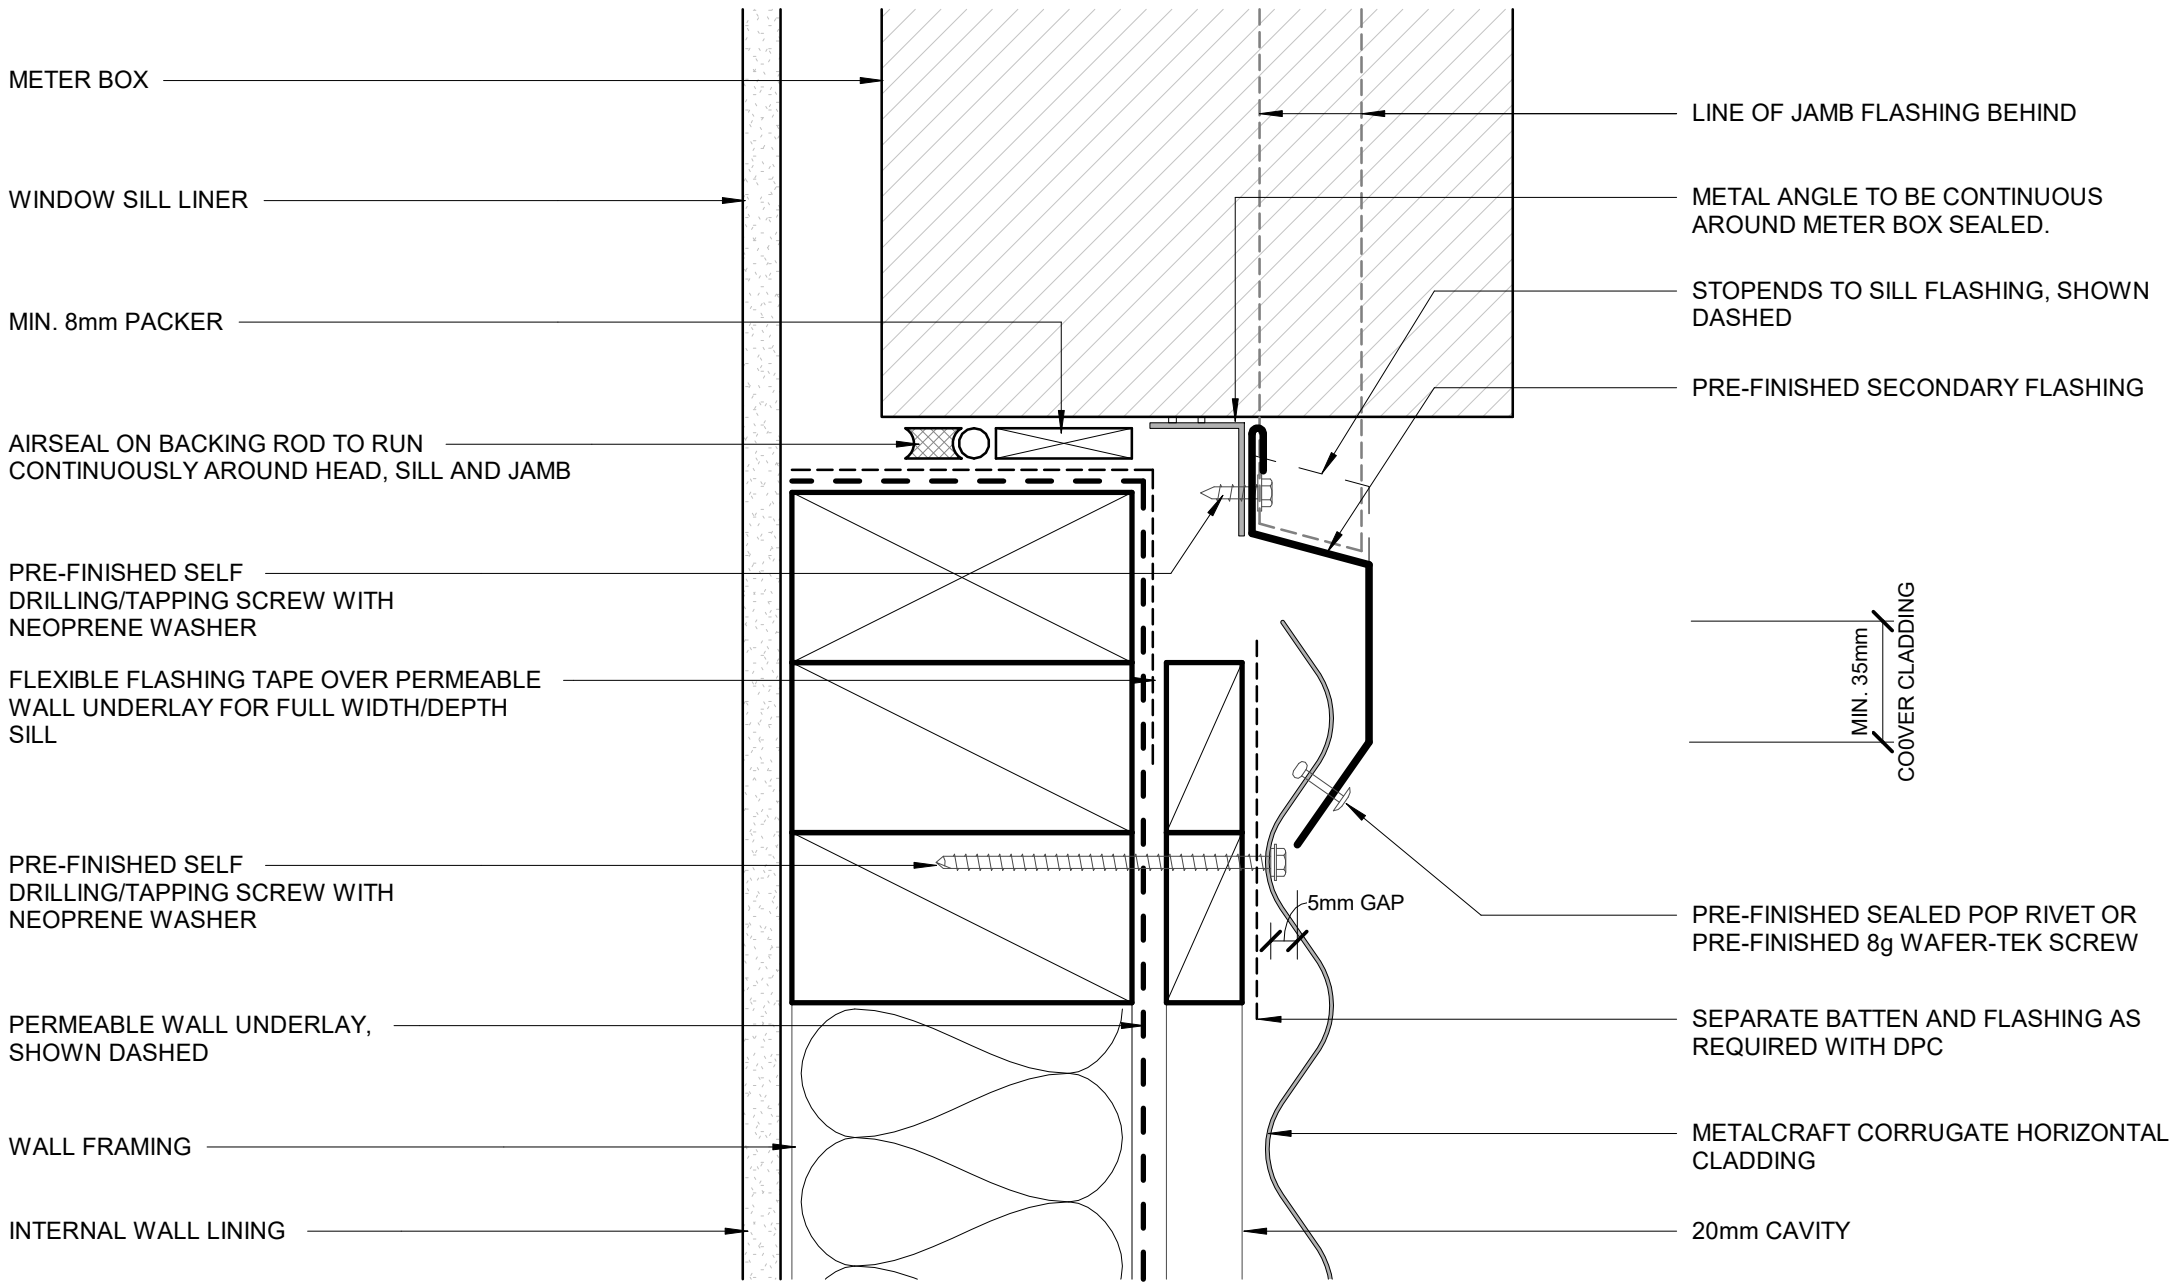 METER BOX
WINDOW SILL LINER
MIN. 8mm PACKER
AIRSEAL ON BACKING ROD TO RUN
CONTINUOUSLY AROUND HEAD, SILL AND JAMB
PRE-FINISHED SELF
DRILLING/TAPPING SCREW WITH
NEOPRENE WASHER
FLEXIBLE FLASHING TAPE OVER PERMEABLE
WALL UNDERLAY FOR FULL WIDTH/DEPTH
SILL
PRE-FINISHED SELF
DRILLING/TAPPING SCREW WITH
NEOPRENE WASHER
PERMEABLE WALL UNDERLAY,
SHOWN DASHED
WALL FRAMING
INTERNAL WALL LINING
5mm GAP
LINE OF JAMB FLASHING BEHIND
METAL ANGLE TO BE CONTINUOUS
AROUND METER BOX SEALED.
STOPENDS TO SILL FLASHING, SHOWN
DASHED
PRE-FINISHED SECONDARY FLASHING
MIN. 35mm
COOVER CLADDING
PRE-FINISHED SEALED POP RIVET OR
PRE-FINISHED 8g WAFER-TEK SCREW
SEPARATE BATTEN AND FLASHING AS
REQUIRED WITH DPC
METALCRAFT CORRUGATE HORIZONTAL
CLADDING
20mm CAVITY